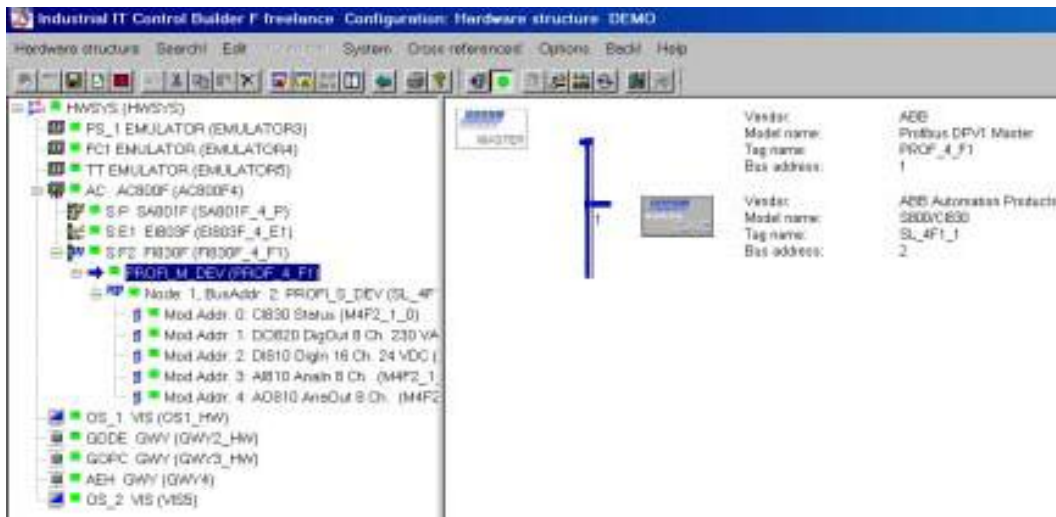 Industrial IT Control Builder F freelance Configuration: Hardware structure DEMO
Hardware structure Search! Edit System Cross references! Options Back! Help
HWSYS (HWSYS)
PS_1 EMULATOR (EMULATOR3)
FC1 EMULATOR (EMULATOR4)
TT EMULATOR (EMULATOR5)
AC AC800F (AC800F4)
S P SA801F (SA801F_4_P)
S E1 EI803F (EI803F_4_E1)
S F2 FI830F (FI830F_4_F1)
PROFI_M_DEV (PROF_4_F1)
Node: 1, BusAddr: 2 PROFI_S_DEV (SL_4F
Mod Addr. 0: CI830 Status (M4F2_1_0)
Mod Addr. 1: DO820 DigOut 8 Ch. 230 VA
Mod Addr. 2: DI810 DigIn 16 Ch. 24 VDC (
Mod Addr. 3: AI810 AnaIn 8 Ch. (M4F2_1_
Mod Addr. 4: AO810 AnaOut 8 Ch. (M4F2
OS_1 VIS (OS1_HW)
GDDE GWY (GWY2_HW)
GOPC GWY (GWY3_HW)
AEH GWY (GWY4)
OS_2 VIS (VIS5)
MASTER
Vendor: ABB
Model name: Profibus DPV1 Master
Tag name: PROF_4_F1
Bus address: 1
1
Vendor: ABB Automation Products
Model name: S800/CI830
Tag name: SL_4F1_1
Bus address: 2